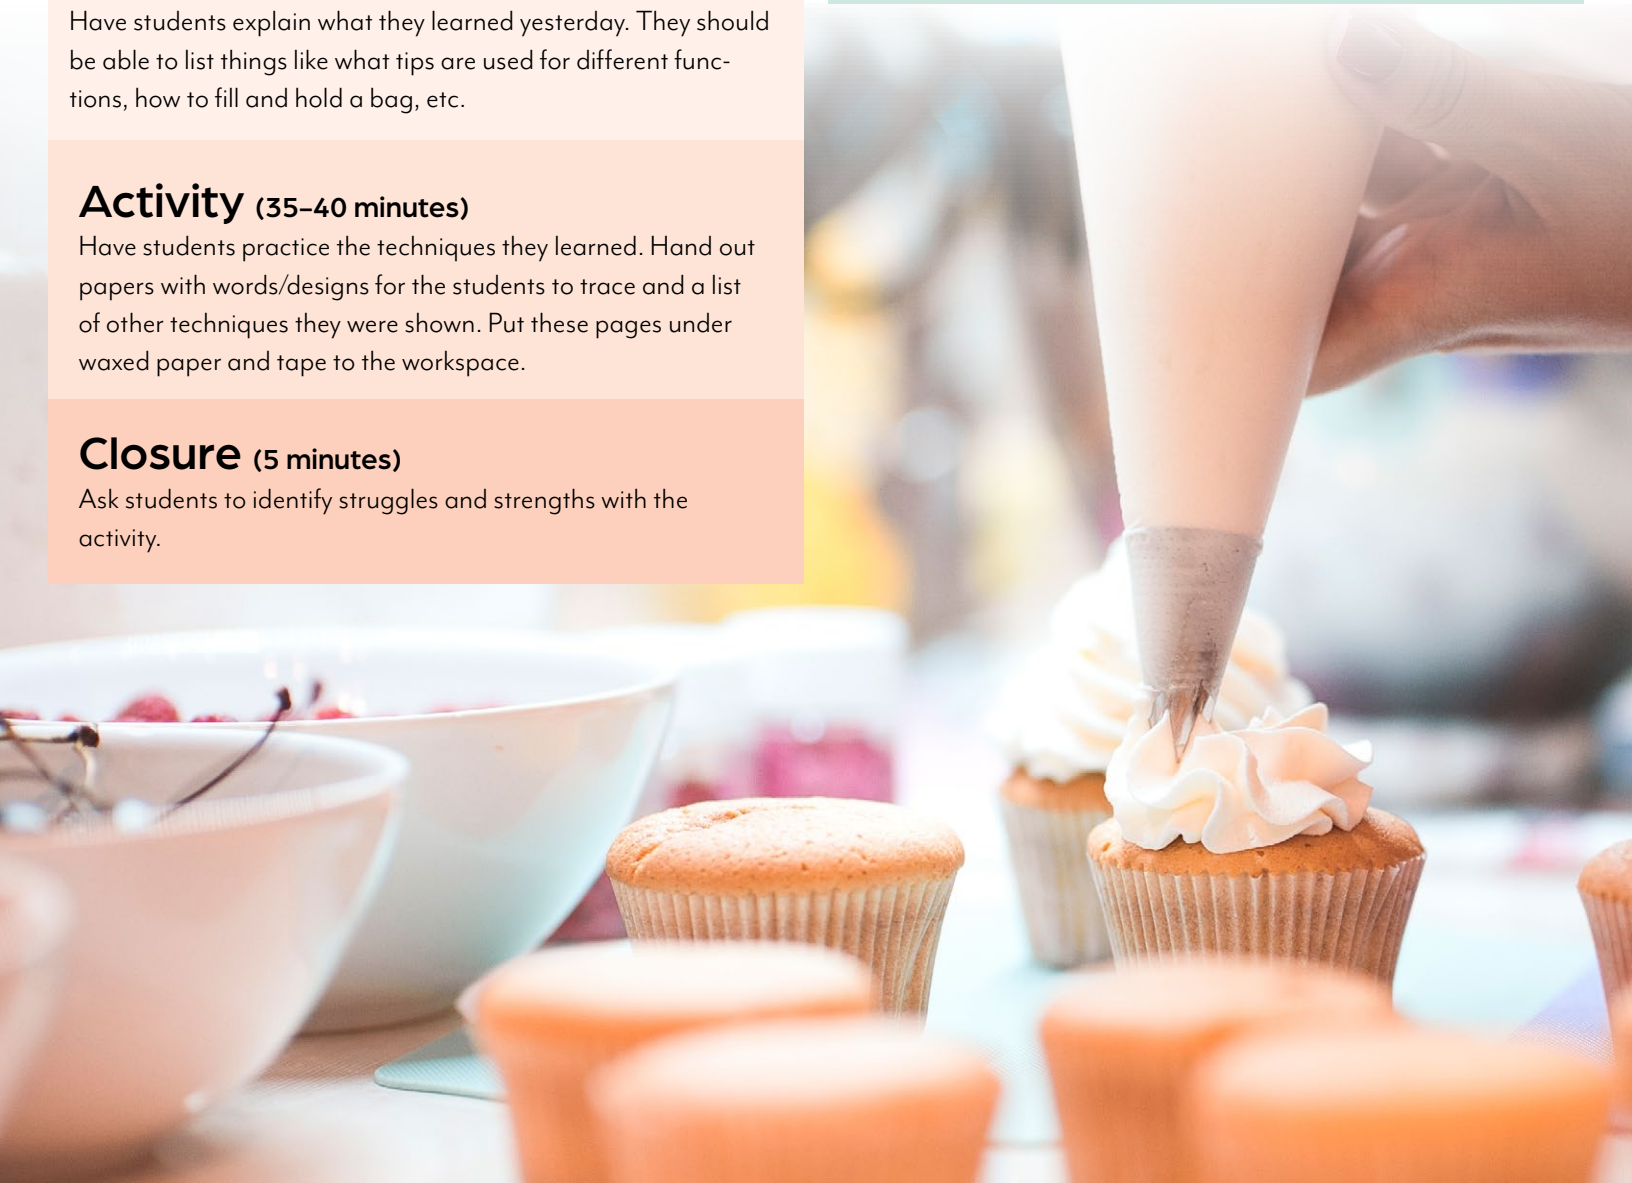 Have students explain what they learned yesterday. They should
be able to list things like what tips are used for different func-
tions, how to fill and hold a bag, etc.
Activity (35–40 minutes)
Have students practice the techniques they learned. Hand out
papers with words/designs for the students to trace and a list
of other techniques they were shown. Put these pages under
waxed paper and tape to the workspace.
Closure (5 minutes)
Ask students to identify struggles and strengths with the
activity.